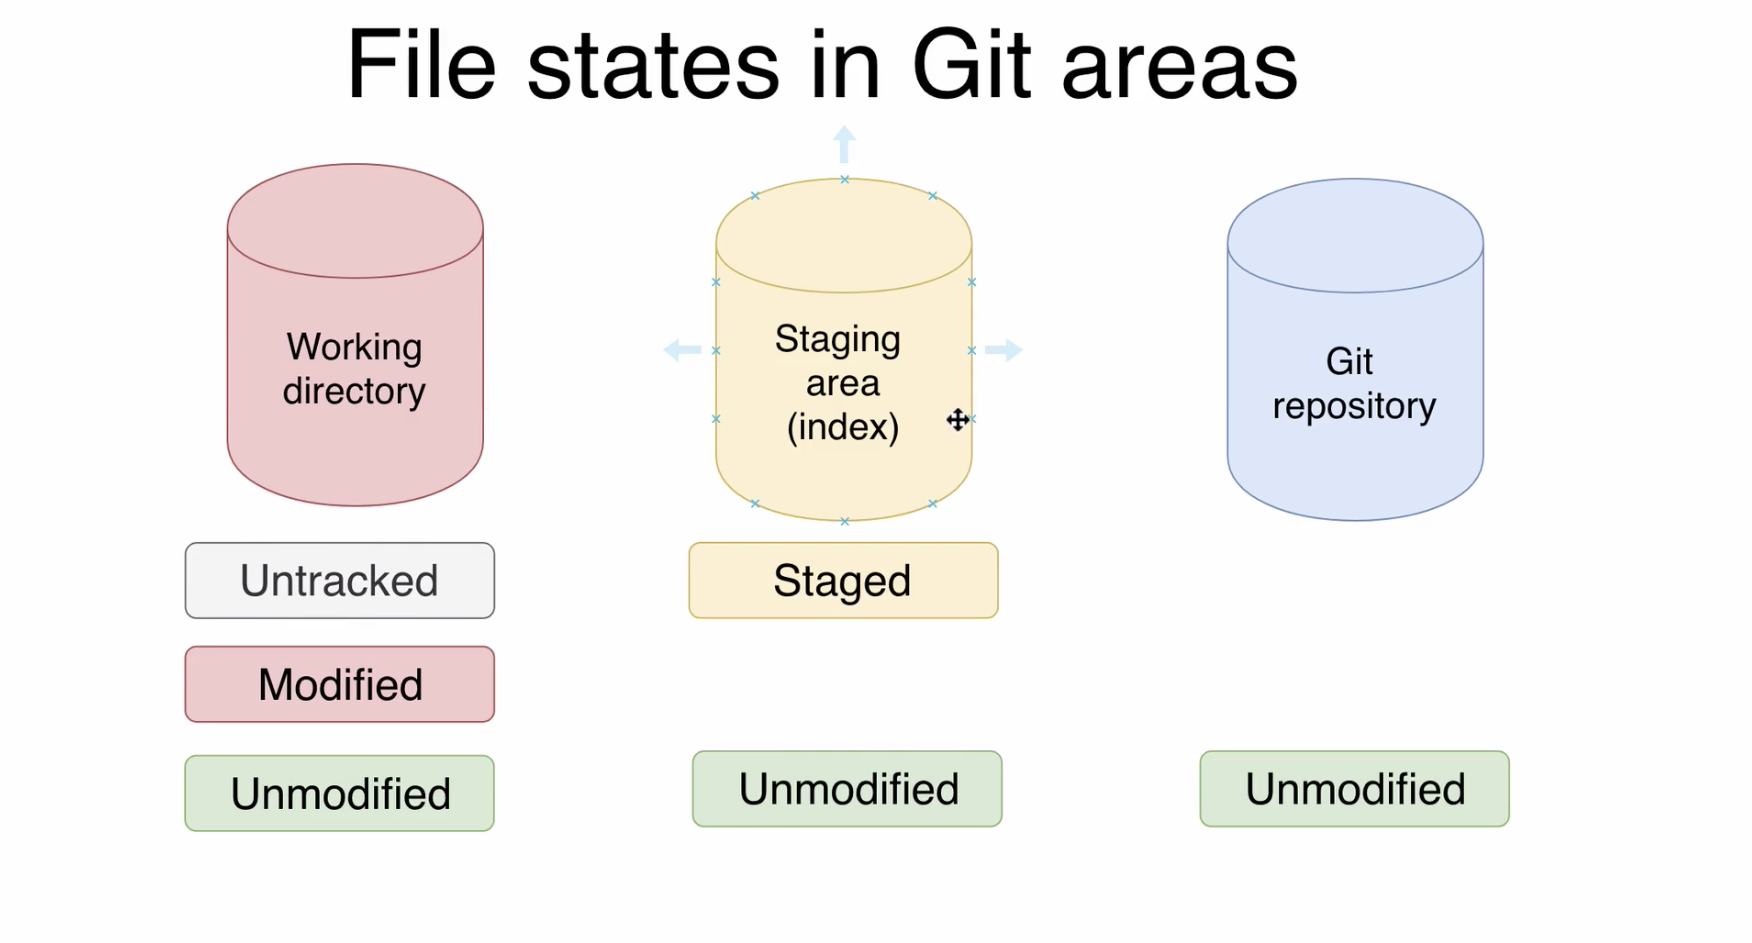 File states in Git areas
Working
directory
Staging
area
(index)
Git
repository
Untracked
Staged
Modified
Unmodified
Unmodified
Unmodified